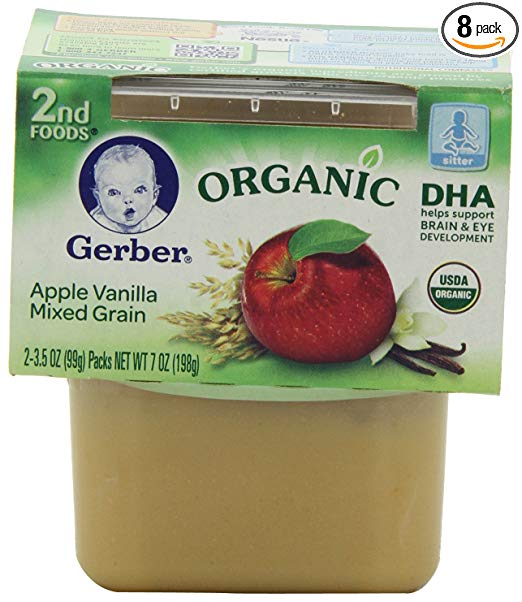 8 pack
2nd
FOODS®
sitter
ORGANIC
DHA
helps support
BRAIN & EYE
DEVELOPMENT
Gerber®
Apple Vanilla
Mixed Grain
USDA
ORGANIC
2-3.5 OZ (99g) Packs NET WT 7 OZ (198g)